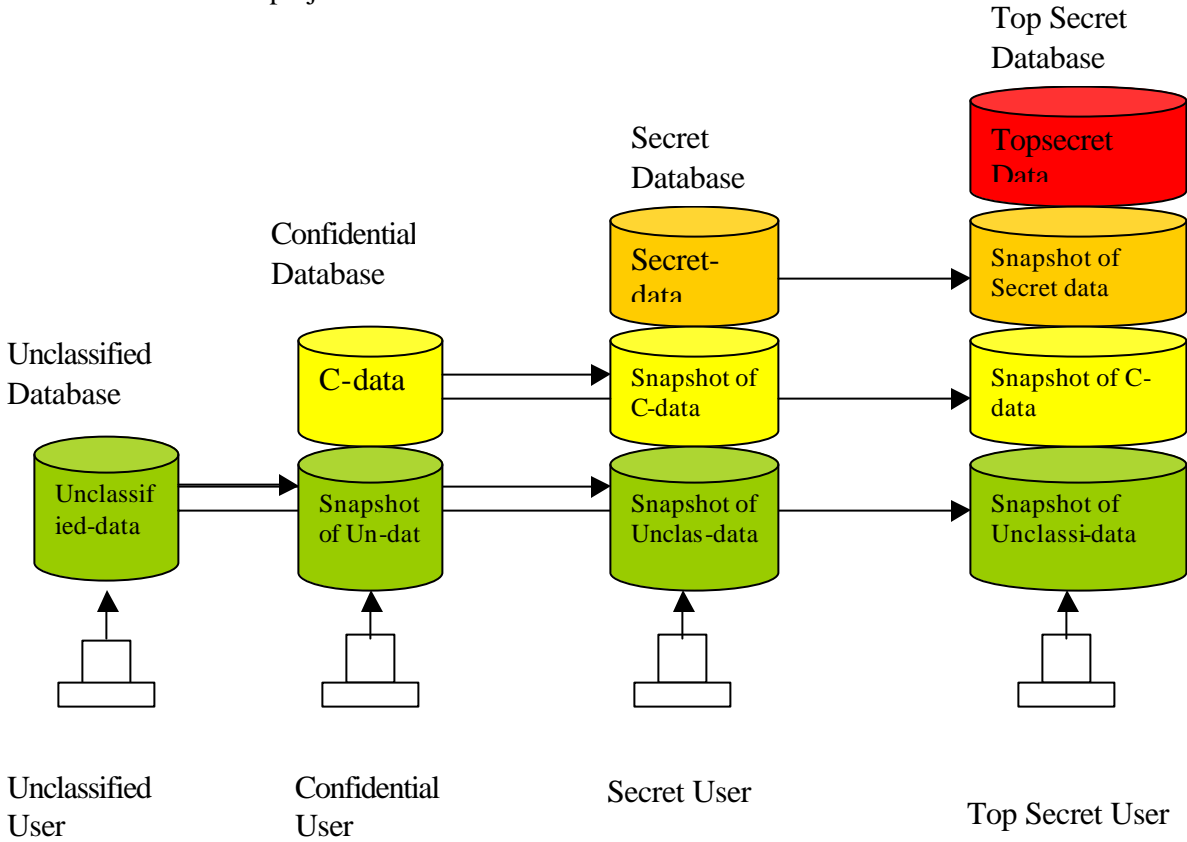 Top Secret
Database
Topsecret
Data
Secret
Database
Confidential
Database
Secret-
data
Snapshot of
Secret data
Unclassified
Database
C-data
Snapshot of
C-data
Snapshot of C-
data
Unclassif
ied-data
Snapshot
of Un-dat
Snapshot of
Unclas-data
Snapshot of
Unclassi-data
Unclassified
User
Confidential
User
Secret User
Top Secret User